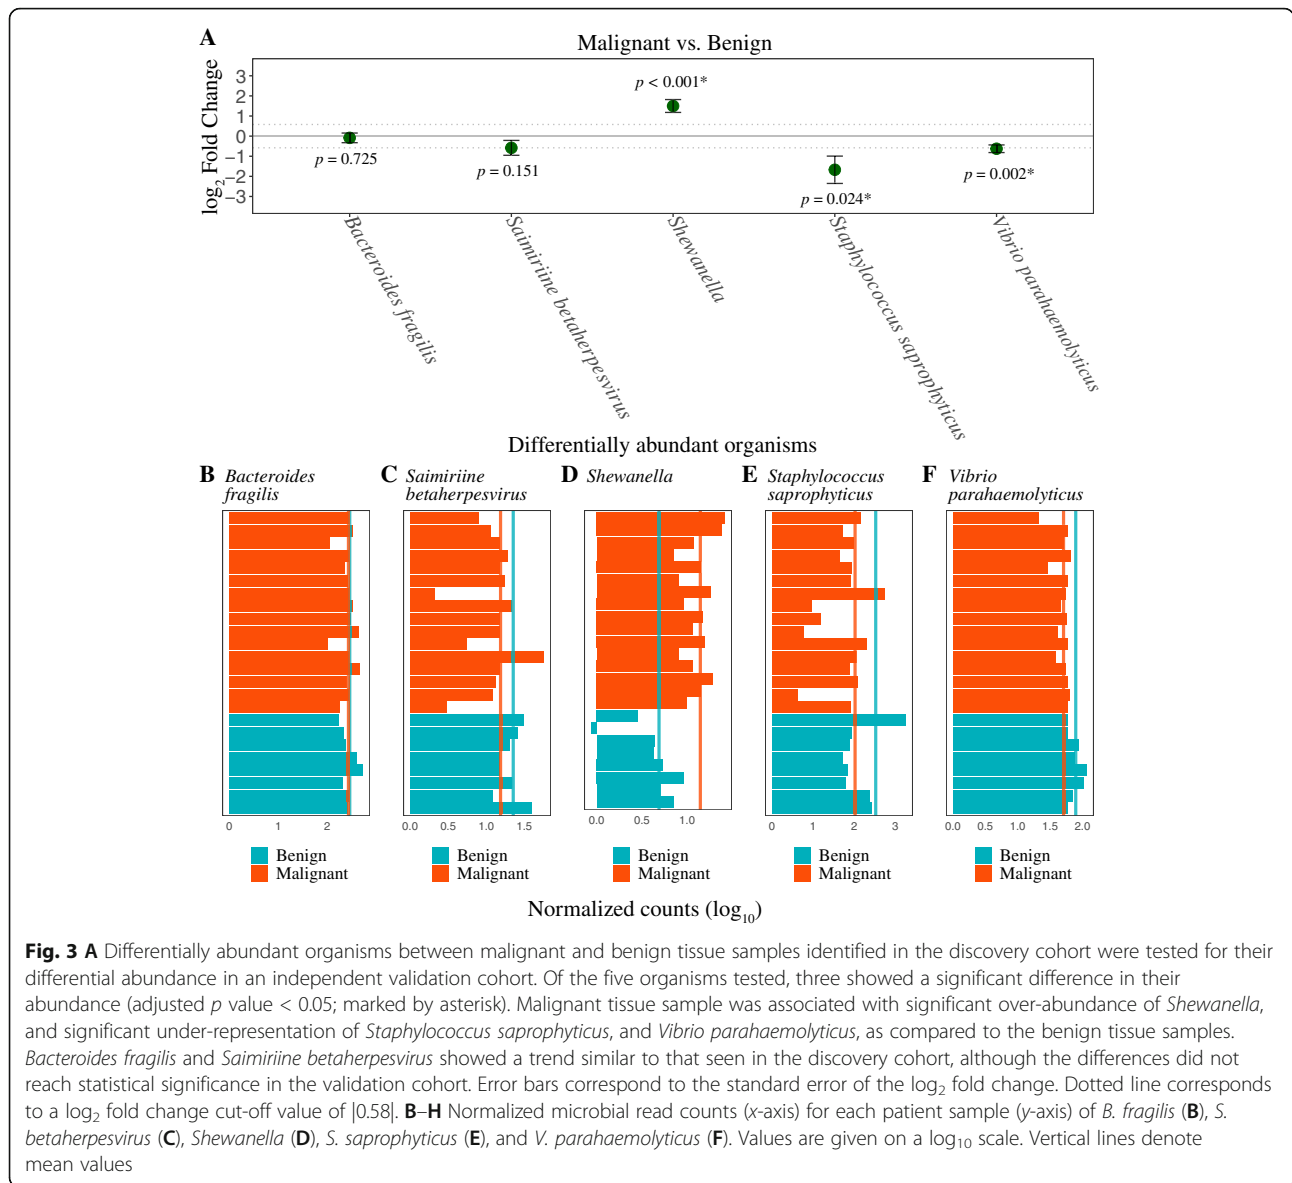 A
Malignant vs. Benign
log2 Fold Change
3
2
1
0
−1
−2
−3
p = 0.725
p = 0.151
p < 0.001*
p = 0.024*
p = 0.002*
Bacteroides fragilis
Saimiriine betaherpesvirus
Shewanella
Staphylococcus saprophyticus
Vibrio parahaemolyticus
Differentially abundant organisms
B Bacteroides
fragilis
0 1 2
Benign
Malignant
C Saimiriine
betaherpesvirus
0.0 0.5 1.0 1.5
Benign
Malignant
D Shewanella
0.0 0.5 1.0
Benign
Malignant
E Staphylococcus
saprophyticus
0 1 2 3
Benign
Malignant
F Vibrio
parahaemolyticus
0.0 0.5 1.0 1.5 2.0
Benign
Malignant
Normalized counts (log10)
Fig. 3 A Differentially abundant organisms between malignant and benign tissue samples identified in the discovery cohort were tested for their
differential abundance in an independent validation cohort. Of the five organisms tested, three showed a significant difference in their
abundance (adjusted p value < 0.05; marked by asterisk). Malignant tissue sample was associated with significant over-abundance of Shewanella,
and significant under-representation of Staphylococcus saprophyticus, and Vibrio parahaemolyticus, as compared to the benign tissue samples.
Bacteroides fragilis and Saimiriine betaherpesvirus showed a trend similar to that seen in the discovery cohort, although the differences did not
reach statistical significance in the validation cohort. Error bars correspond to the standard error of the log2 fold change. Dotted line corresponds
to a log2 fold change cut-off value of |0.58|. B–H Normalized microbial read counts (x-axis) for each patient sample (y-axis) of B. fragilis (B), S.
betaherpesvirus (C), Shewanella (D), S. saprophyticus (E), and V. parahaemolyticus (F). Values are given on a log10 scale. Vertical lines denote
mean values